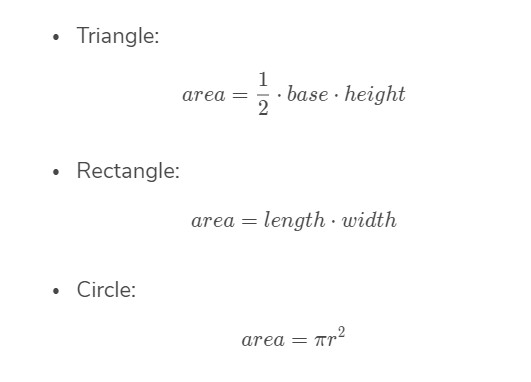 • Triangle:
area = 1/2 · base · height
• Rectangle:
area = length · width
• Circle:
area = πr²